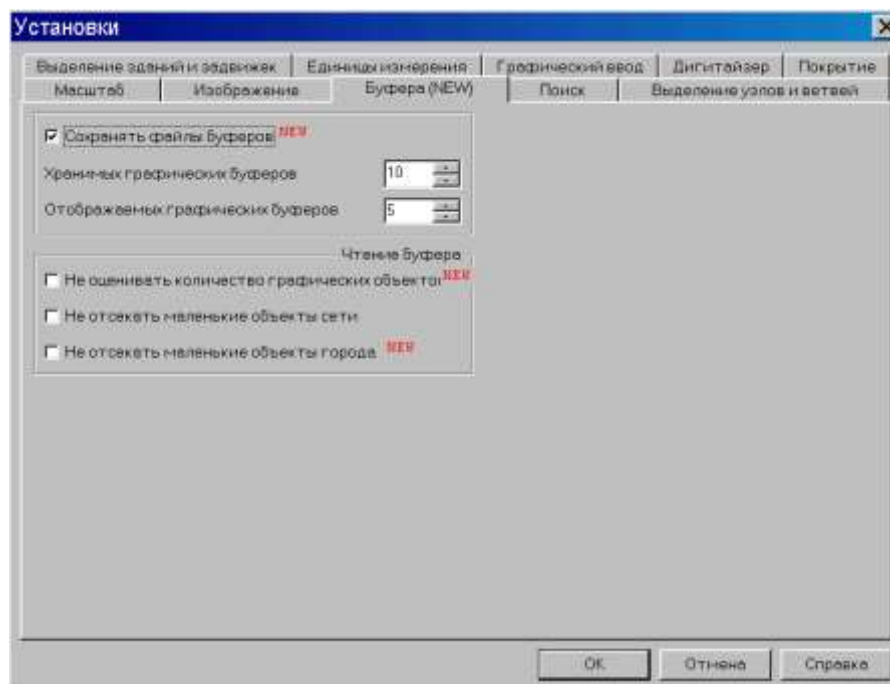 Установки
Выделение зданий и задвижек Единицы измерения Графический ввод Дигитайзер Покрытие
Масштаб Изображение Буфера (NEW) Поиск Выделение узлов и ветвей
Сохранять файлы буферов NEW
Хранимых графических буферов 10
Отображаемых графических буферов 5
Чтение буфера
Не оценивать количество графических объектог NEW
Не отсекать маленькие объекты сети
Не отсекать маленькие объекты города NEW
OK Отмена Справка